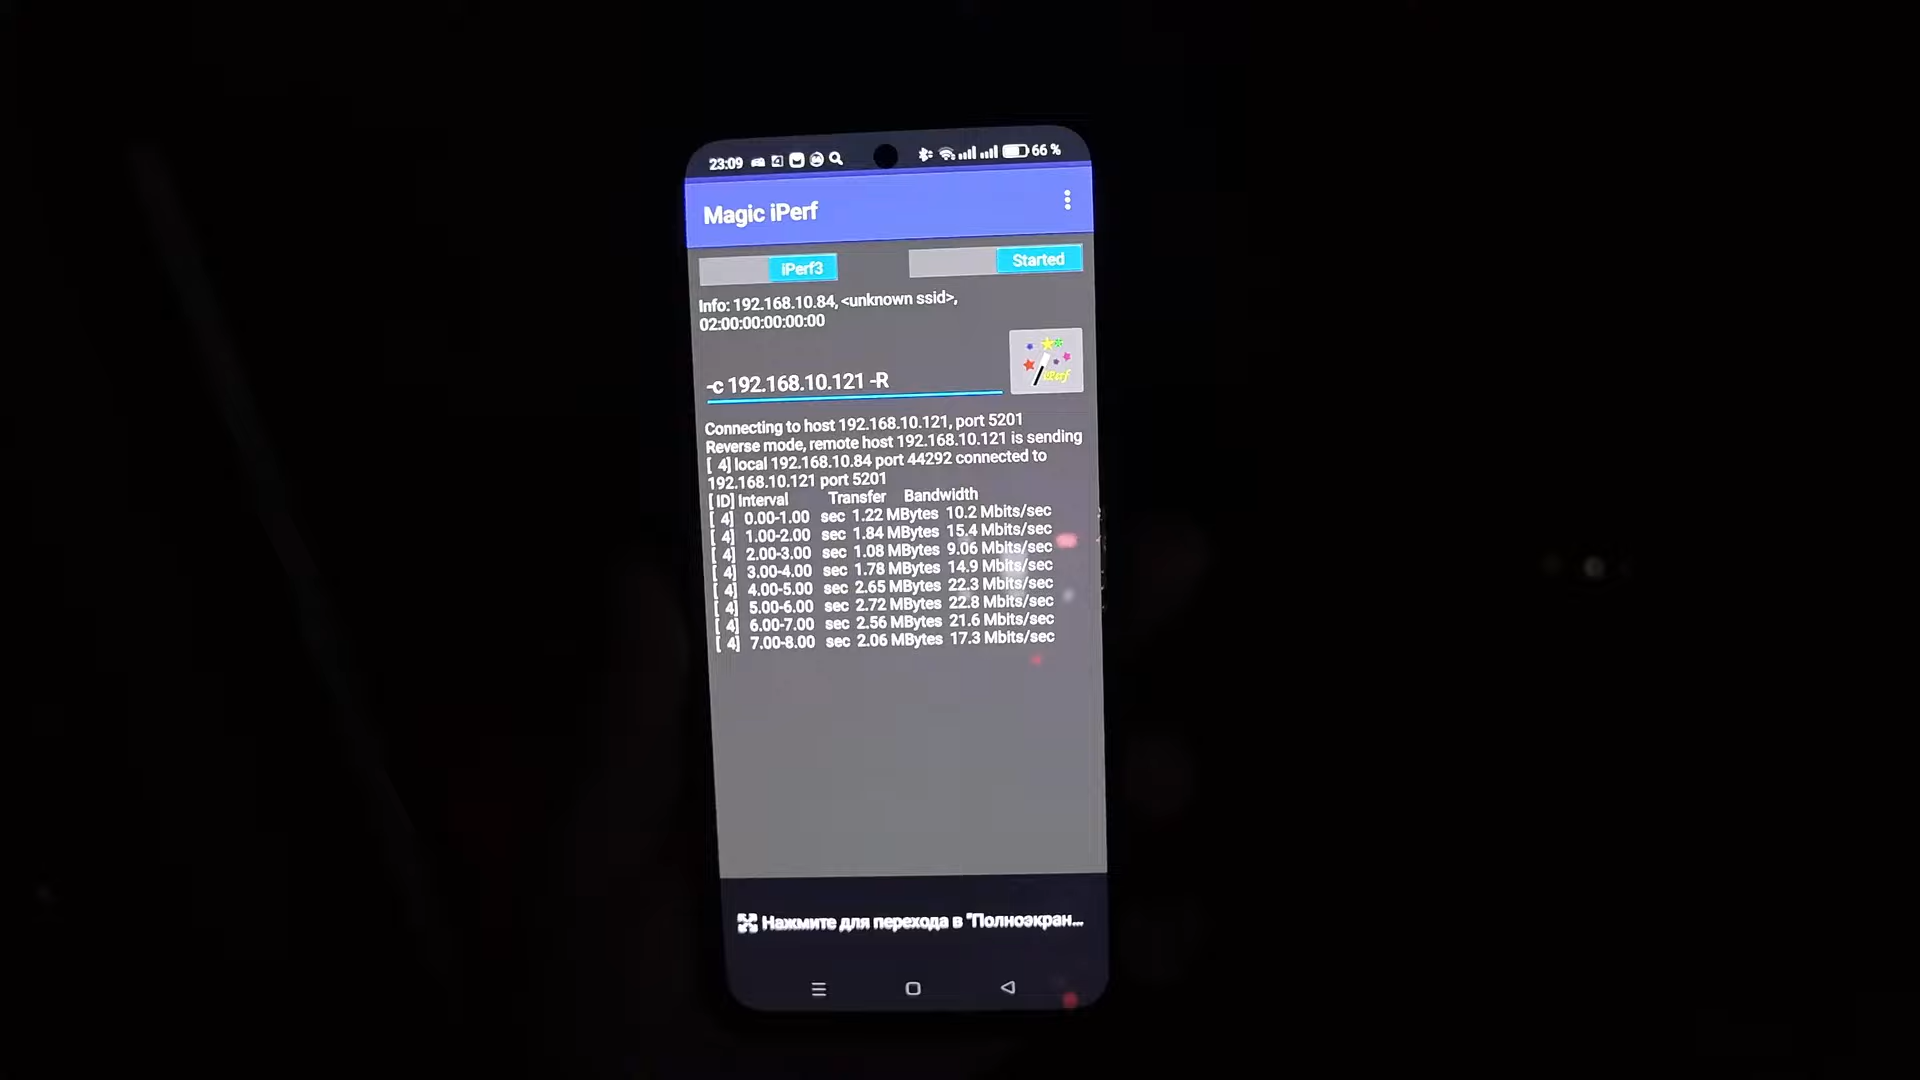 23:09 66 %
Magic iPerf
iPerf3 Started
Info: 192.168.10.84, <unknown ssid>,
02:00:00:00:00:00
iPerf
-c 192.168.10.121 -R
Connecting to host 192.168.10.121, port 5201
Reverse mode, remote host 192.168.10.121 is sending
[ 4] local 192.168.10.84 port 44292 connected to
192.168.10.121 port 5201
[ ID] Interval Transfer Bandwidth
[ 4] 0.00-1.00 sec 1.22 MBytes 10.2 Mbits/sec
[ 4] 1.00-2.00 sec 1.84 MBytes 15.4 Mbits/sec
[ 4] 2.00-3.00 sec 1.08 MBytes 9.06 Mbits/sec
[ 4] 3.00-4.00 sec 1.78 MBytes 14.9 Mbits/sec
[ 4] 4.00-5.00 sec 2.65 MBytes 22.3 Mbits/sec
[ 4] 5.00-6.00 sec 2.72 MBytes 22.8 Mbits/sec
[ 4] 6.00-7.00 sec 2.56 MBytes 21.6 Mbits/sec
[ 4] 7.00-8.00 sec 2.06 MBytes 17.3 Mbits/sec
Нажмите для перехода в "Полноэкран...